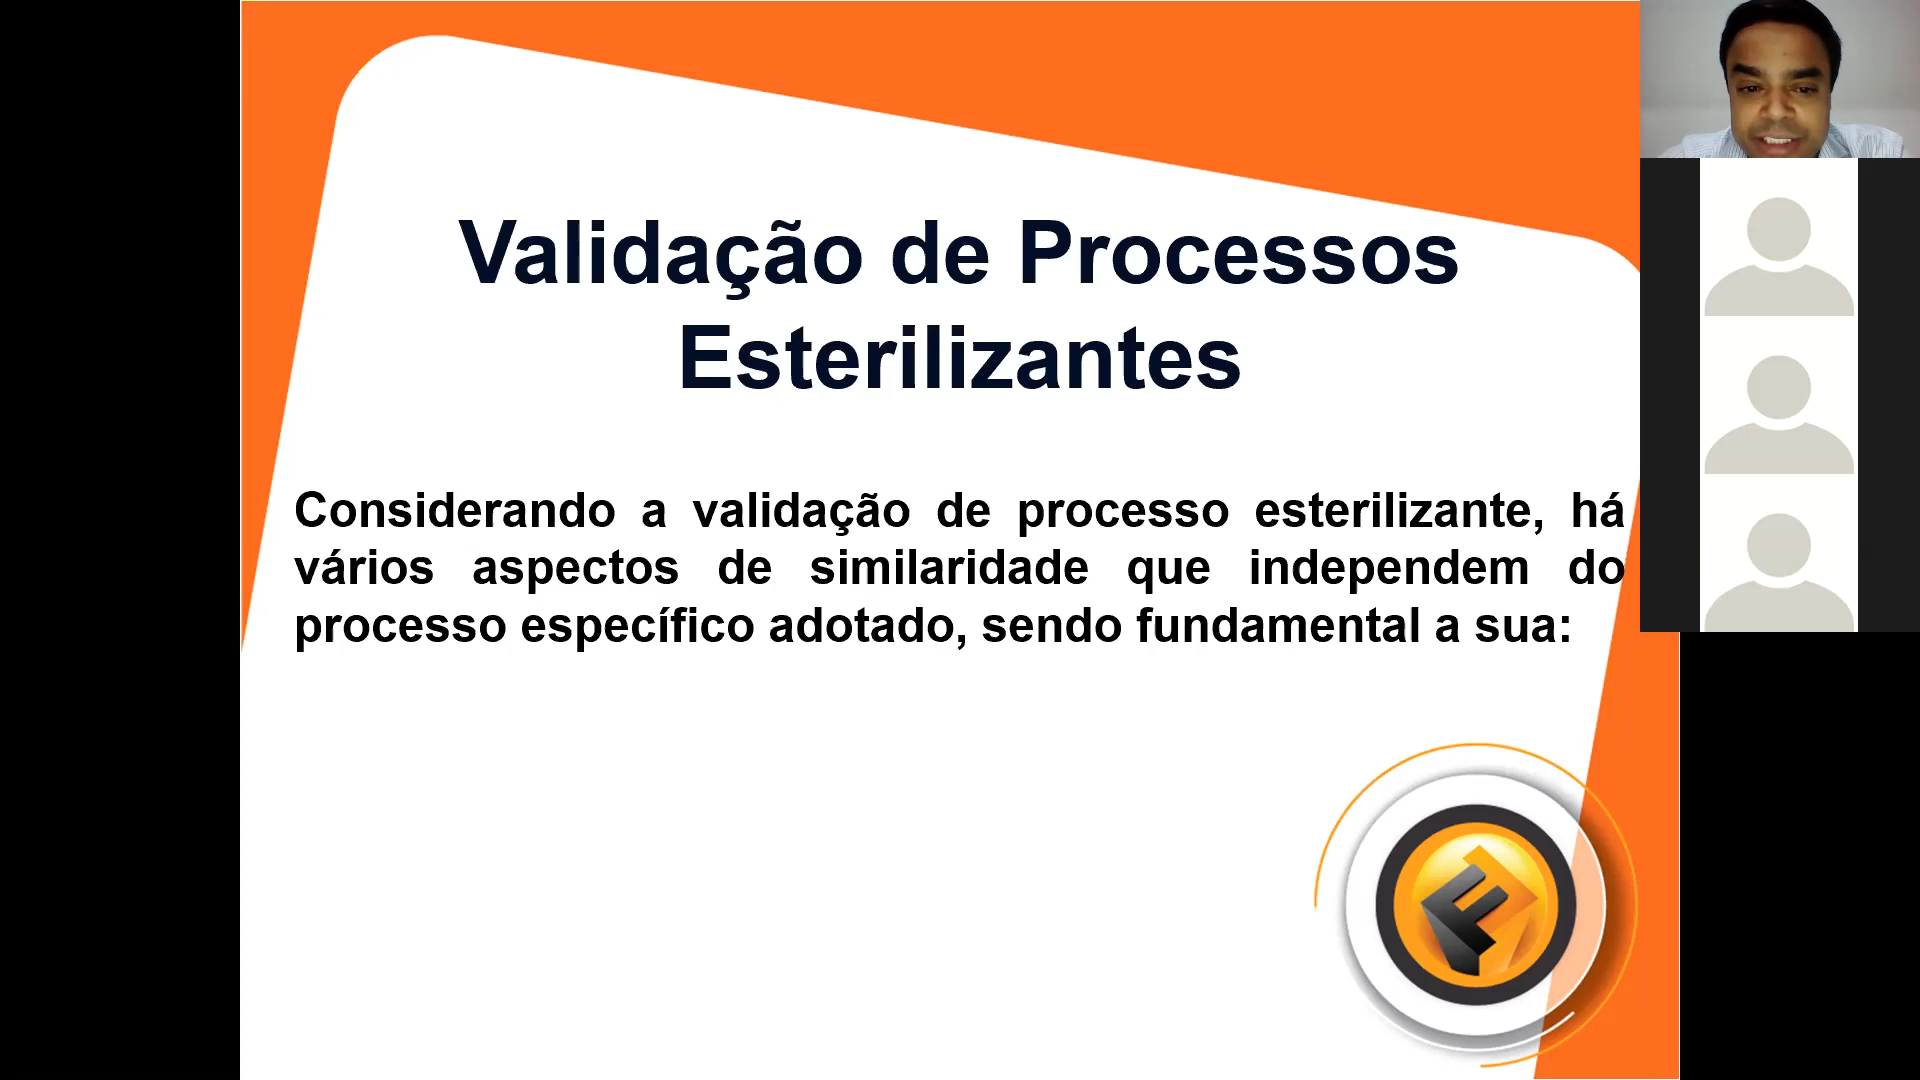 Validação de Processos
Esterilizantes
Considerando a validação de processo esterilizante, há
vários aspectos de similaridade que independem do
processo específico adotado, sendo fundamental a sua: